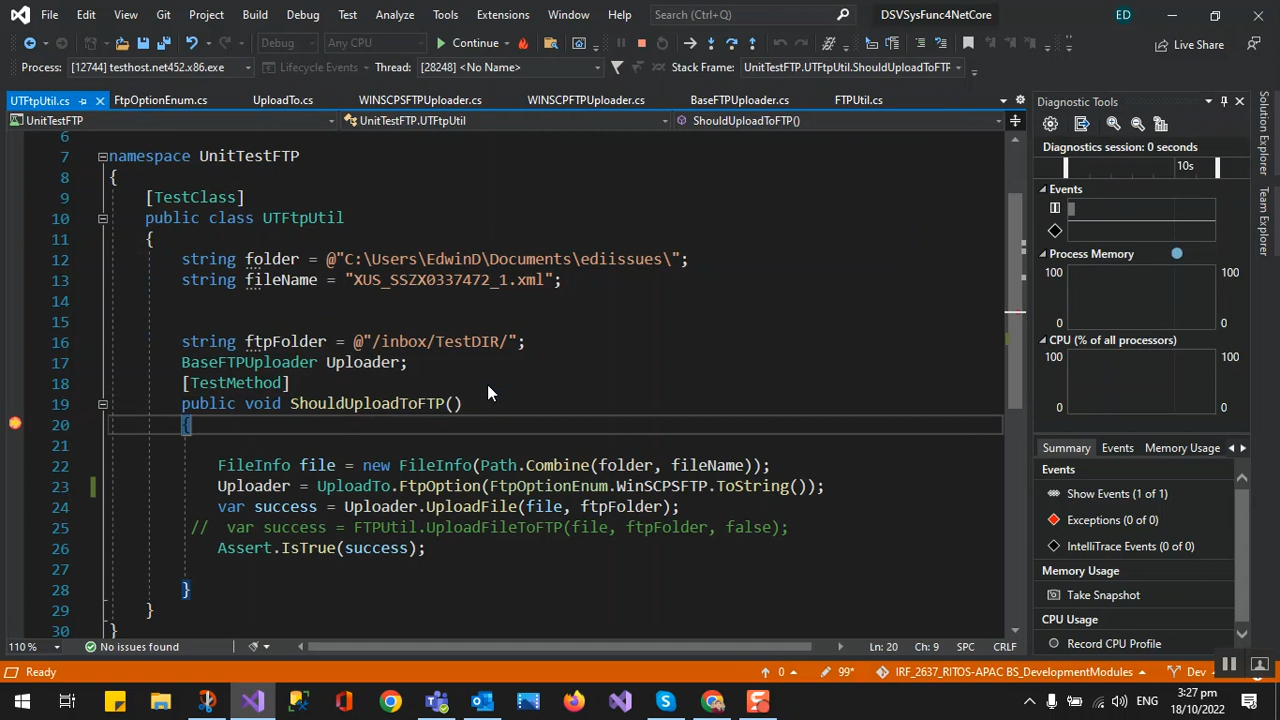 File Edit View Git Project Build Debug Test Analyze Tools Extensions Window Help Search (Ctrl+Q) DSVSysFunc4NetCore ED
Debug Any CPU Continue Live Share
Process: [12744] testhost.net452.x86.exe Lifecycle Events Thread: [28248] <No Name> Stack Frame: UnitTestFTP.UTFtpUtil.ShouldUploadToFTP
UTFtpUtil.cs FtpOptionEnum.cs UploadTo.cs WINSCPSFTPUploader.cs WINSCPFTPUploader.cs BaseFTPUploader.cs FTPUtil.cs
UnitTestFTP UnitTestFTP.UTFtpUtil ShouldUploadToFTP()
6
7 namespace UnitTestFTP
8 {
9 [TestClass]
10 public class UTFtpUtil
11 {
12 string folder = @"C:\Users\EdwinD\Documents\ediissues\";
13 string fileName = "XUS_SSZX0337472_1.xml";
14
15
16 string ftpFolder = @"/inbox/TestDIR/";
17 BaseFTPUploader Uploader;
18 [TestMethod]
19 public void ShouldUploadToFTP()
20 {
21
22 FileInfo file = new FileInfo(Path.Combine(folder, fileName));
23 Uploader = UploadTo.FtpOption(FtpOptionEnum.WinSCPSFTP.ToString());
24 var success = Uploader.UploadFile(file, ftpFolder);
25 // var success = FTPUtil.UploadFileToFTP(file, ftpFolder, false);
26 Assert.IsTrue(success);
27
28 }
29 }
30 }
110 % No issues found Ln: 20 Ch: 9 SPC CRLF
Diagnostic Tools
Diagnostics session: 0 seconds
10s
Events
Process Memory
100 100
0 0
CPU (% of all processors)
100 100
0 0
Summary Events Memory Usage
Events
Show Events (1 of 1)
Exceptions (0 of 0)
IntelliTrace Events (0 of 0)
Memory Usage
Take Snapshot
CPU Usage
Record CPU Profile
Solution Explorer
Team Explorer
Ready 0 99* IRF_2637_RITOS-APAC BS_DevelopmentModules Dev
ENG 3:27 pm
18/10/2022